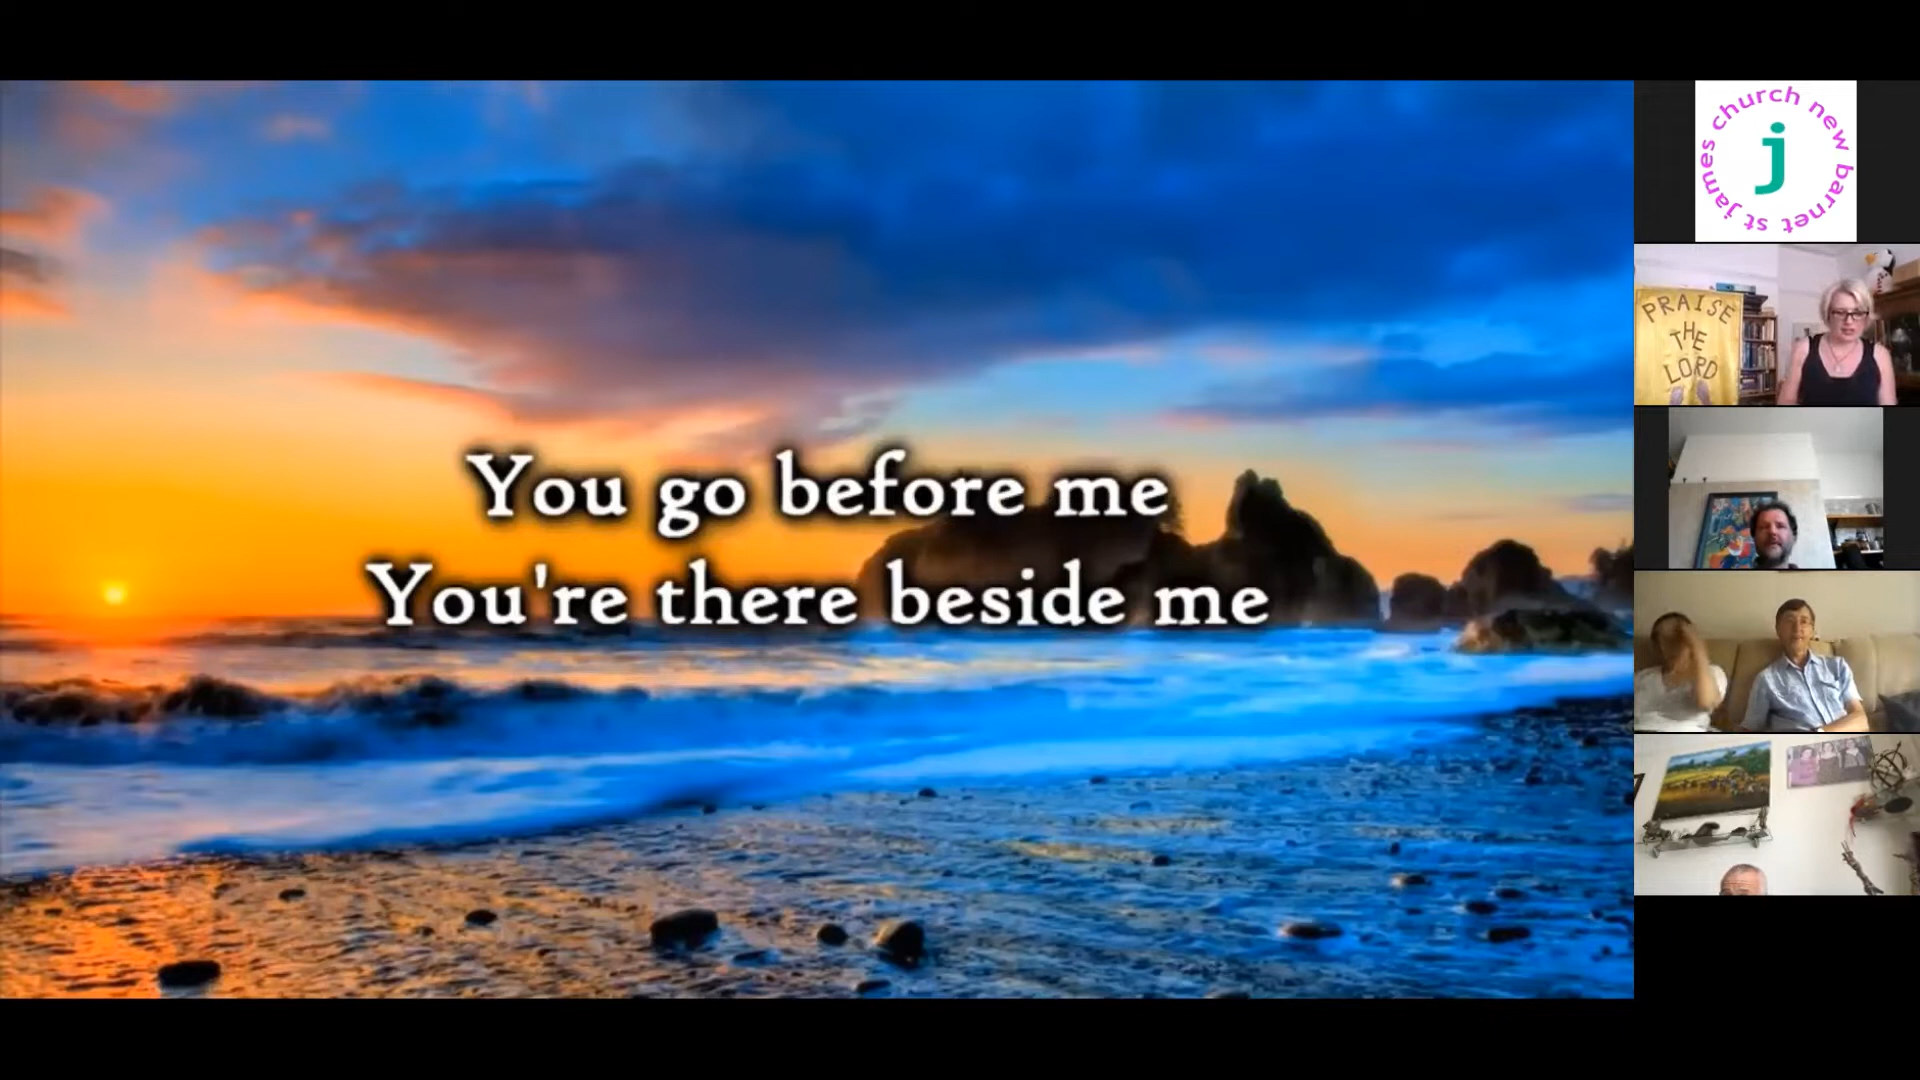 You go before me
You're there beside me
st james church new barnet
j
PRAISE
THE
LORD